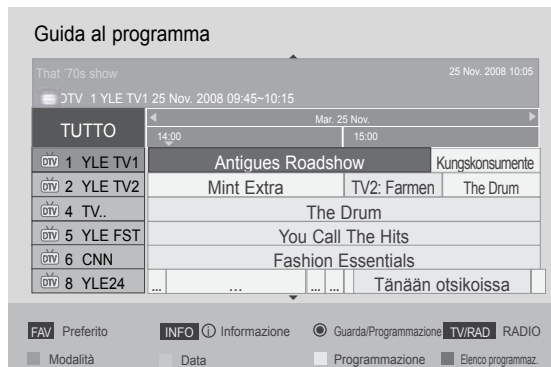 Guida al programma
That '70s show 25 Nov. 2008 10:05
DTV 1 YLE TV1 25 Nov. 2008 09:45~10:15
TUTTO
Mar. 25 Nov.
14:00 15:00
DTV 1 YLE TV1 Antigues Roadshow Kungskonsumente
DTV 2 YLE TV2 Mint Extra TV2: Farmen The Drum
DTV 4 TV.. The Drum
DTV 5 YLE FST You Call The Hits
DTV 6 CNN Fashion Essentials
DTV 8 YLE24 ... ... ... ... Tänään otsikoissa
FAV Preferito INFO i Informazione Guarda/Programmazione TV/RAD RADIO
Modalità Data Programmazione Elenco programmaz.